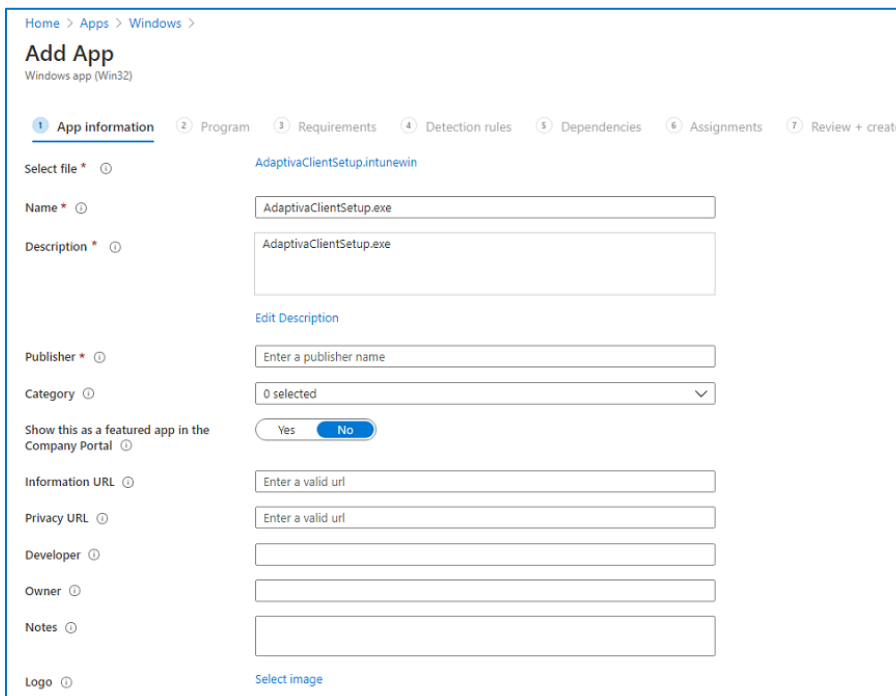 Home > Apps > Windows >
Add App
Windows app (Win32)
1 App information 2 Program 3 Requirements 4 Detection rules 5 Dependencies 6 Assignments 7 Review + create
Select file * AdaptivaClientSetup.intunewin
Name * AdaptivaClientSetup.exe
Description * AdaptivaClientSetup.exe
Edit Description
Publisher * Enter a publisher name
Category 0 selected
Show this as a featured app in the Yes No
Company Portal
Information URL Enter a valid url
Privacy URL Enter a valid url
Developer
Owner
Notes
Logo Select image